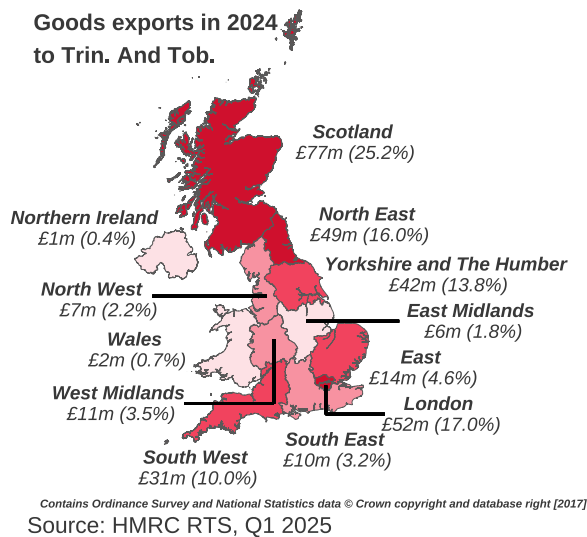 Goods exports in 2024
to Trin. And Tob.
Scotland
£77m (25.2%)
Northern Ireland
£1m (0.4%)
North East
£49m (16.0%)
Yorkshire and The Humber
£42m (13.8%)
North West
£7m (2.2%)
East Midlands
£6m (1.8%)
Wales
£2m (0.7%)
East
£14m (4.6%)
West Midlands
£11m (3.5%)
London
£52m (17.0%)
South East
£10m (3.2%)
South West
£31m (10.0%)
Contains Ordinance Survey and National Statistics data © Crown copyright and database right [2017]
Source: HMRC RTS, Q1 2025